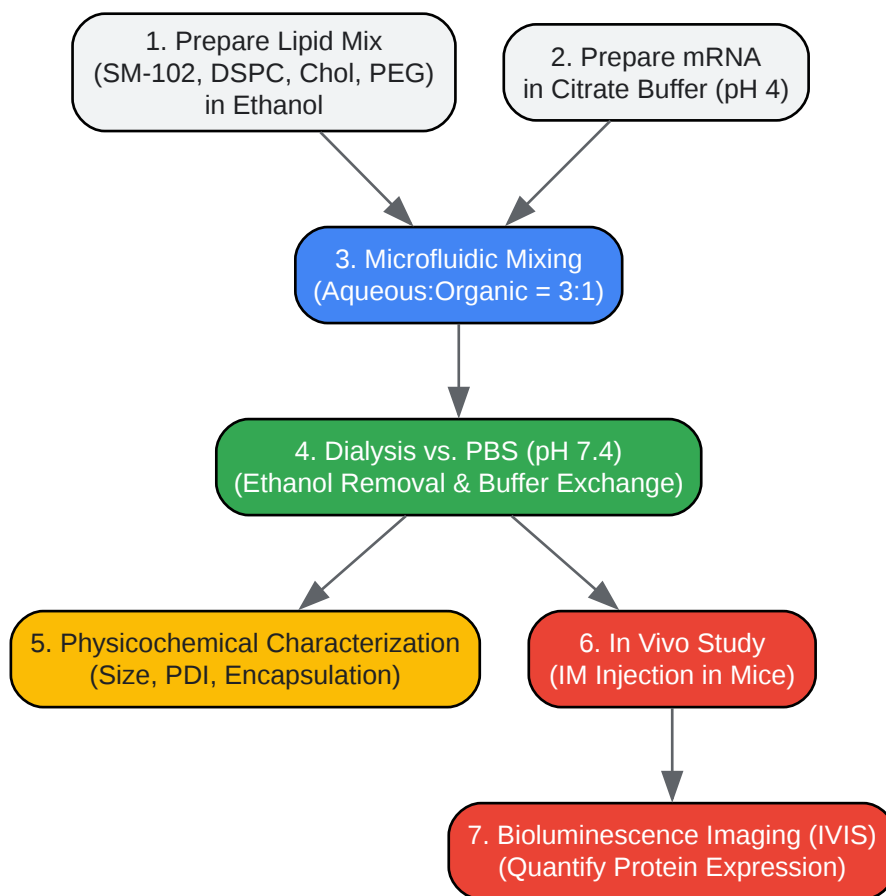 1. Prepare Lipid Mix
(SM-102, DSPC, Chol, PEG)
in Ethanol
2. Prepare mRNA
in Citrate Buffer (pH 4)
3. Microfluidic Mixing
(Aqueous:Organic = 3:1)
4. Dialysis vs. PBS (pH 7.4)
(Ethanol Removal & Buffer Exchange)
5. Physicochemical Characterization
(Size, PDI, Encapsulation)
6. In Vivo Study
(IM Injection in Mice)
7. Bioluminescence Imaging (IVIS)
(Quantify Protein Expression)